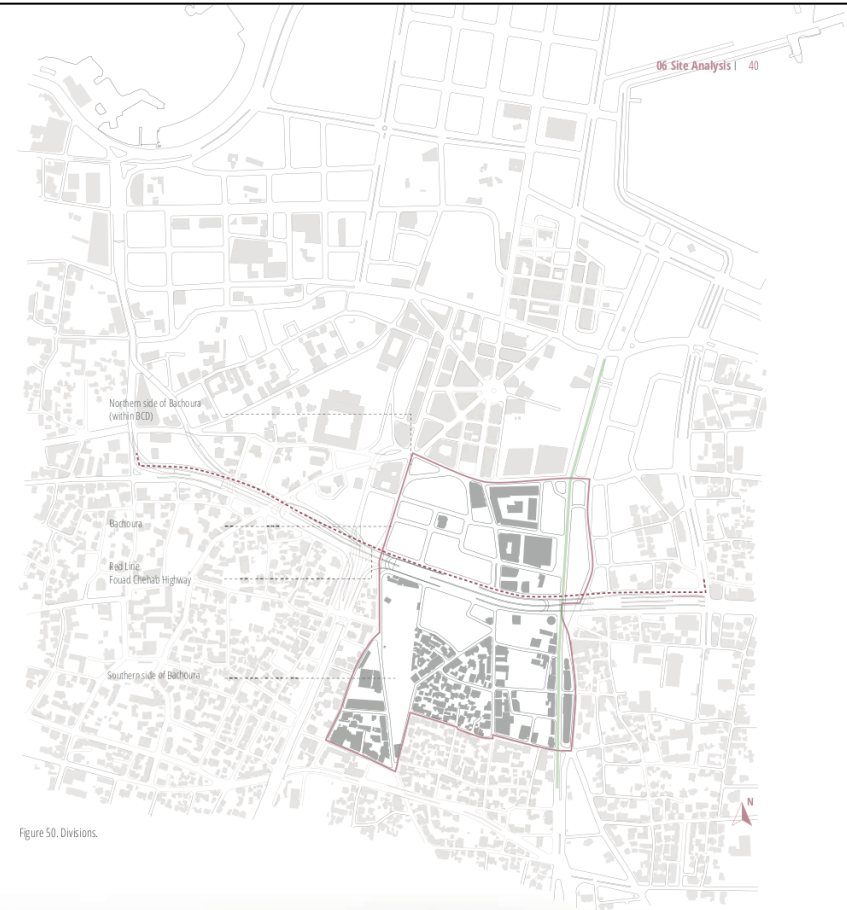 06 Site Analysis I 40
Northern side of Bachoura
(within BCD)
Bachoura
Red Line
Fouad Chehab Highway
Southern side of Bachoura
N
Figure 50. Divisions.